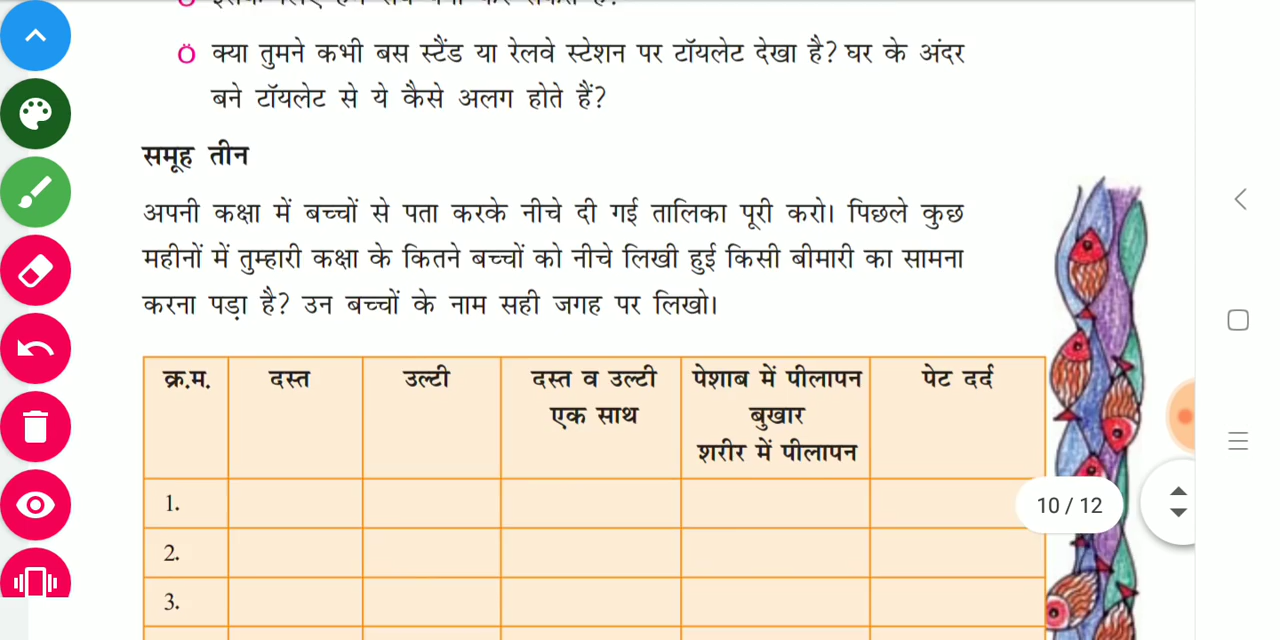 क्या तुमने कभी बस स्टैंड या रेलवे स्टेशन पर टॉयलेट देखा है? घर के अंदर
बने टॉयलेट से ये कैसे अलग होते हैं?
समूह तीन
अपनी कक्षा में बच्चों से पता करके नीचे दी गई तालिका पूरी करो। पिछले कुछ
महीनों में तुम्हारी कक्षा के कितने बच्चों को नीचे लिखी हुई किसी बीमारी का सामना
करना पड़ा है? उन बच्चों के नाम सही जगह पर लिखो।
क्र.म. दस्त उल्टी दस्त व उल्टी पेशाब में पीलापन पेट दर्द
एक साथ बुखार
शरीर में पीलापन
1.
10 / 12
2.
3.